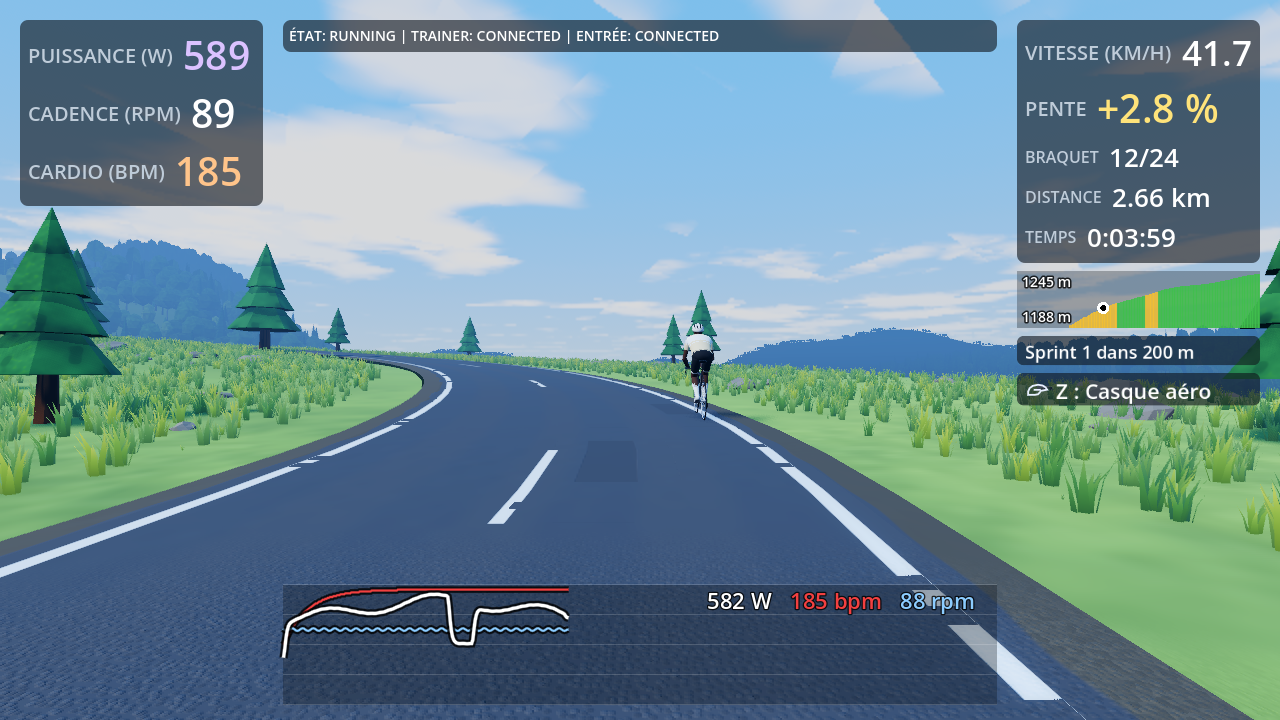 PUISSANCE (W) 589
CADENCE (RPM) 89
CARDIO (BPM) 185
ÉTAT: RUNNING | TRAINER: CONNECTED | ENTRÉE: CONNECTED
VITESSE (KM/H) 41.7
PENTE +2.8 %
BRAQUET 12/24
DISTANCE 2.66 km
TEMPS 0:03:59
1245 m
1188 m
Sprint 1 dans 200 m
Z : Casque aéro
582 W 185 bpm 88 rpm